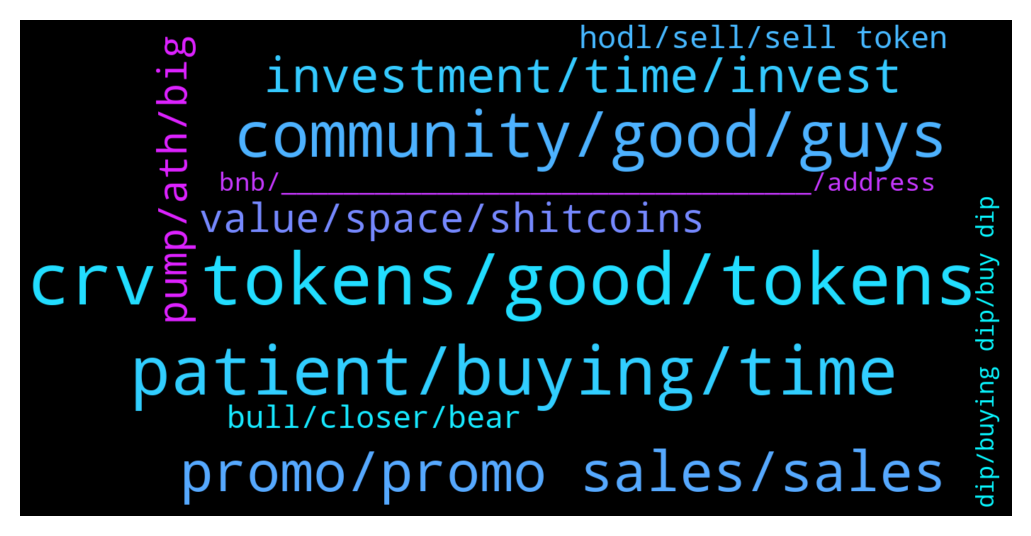 hodl/sell/sell token
investment/time/invest
pump/ath/big
community/good/guys
bnb/_________________________________________/address
value/space/shitcoins
crv tokens/good/tokens
dip/buying dip/buy dip
patient/buying/time
bull/closer/bear
promo/promo sales/sales